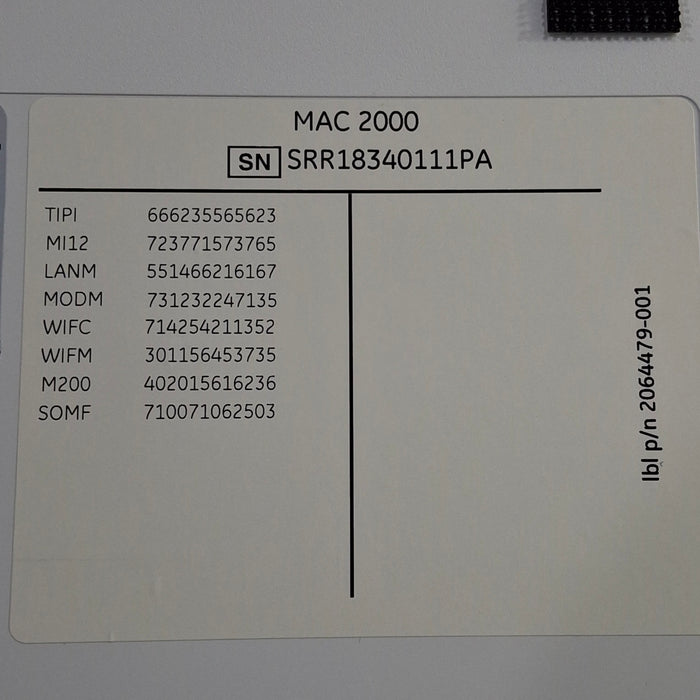 MAC 2000
SN SRR18340111PA
TIPI 666235565623
MI12 723771573765
LANM 551466216167
MODM 731232247135
WIFC 714254211352
WIFM 301156453735
M200 402015616236
SOMF 710071062503
lbl p/n 2064479-001